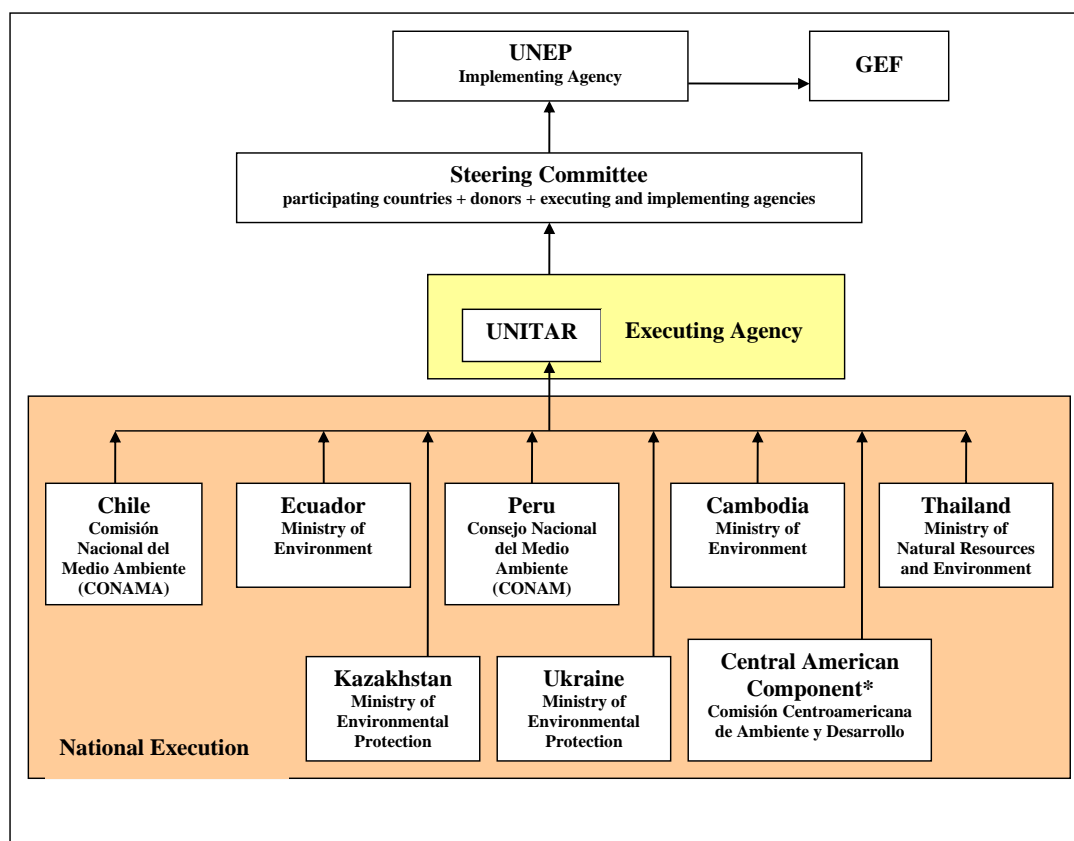 UNEP
Implementing Agency
GEF
Steering Committee
participating countries + donors + executing and implementing agencies
UNITAR
Executing Agency
Chile
Comisión
Nacional del
Medio Ambiente
(CONAMA)
Ecuador
Ministry of
Environment
Peru
Consejo Nacional
del Medio
Ambiente
(CONAM)
Cambodia
Ministry of
Environment
Thailand
Ministry of
Natural Resources
and Environment
Kazakhstan
Ministry of
Environmental
Protection
Ukraine
Ministry of
Environmental
Protection
Central American
Component*
Comisión Centroamericana
de Ambiente y Desarrollo
National Execution